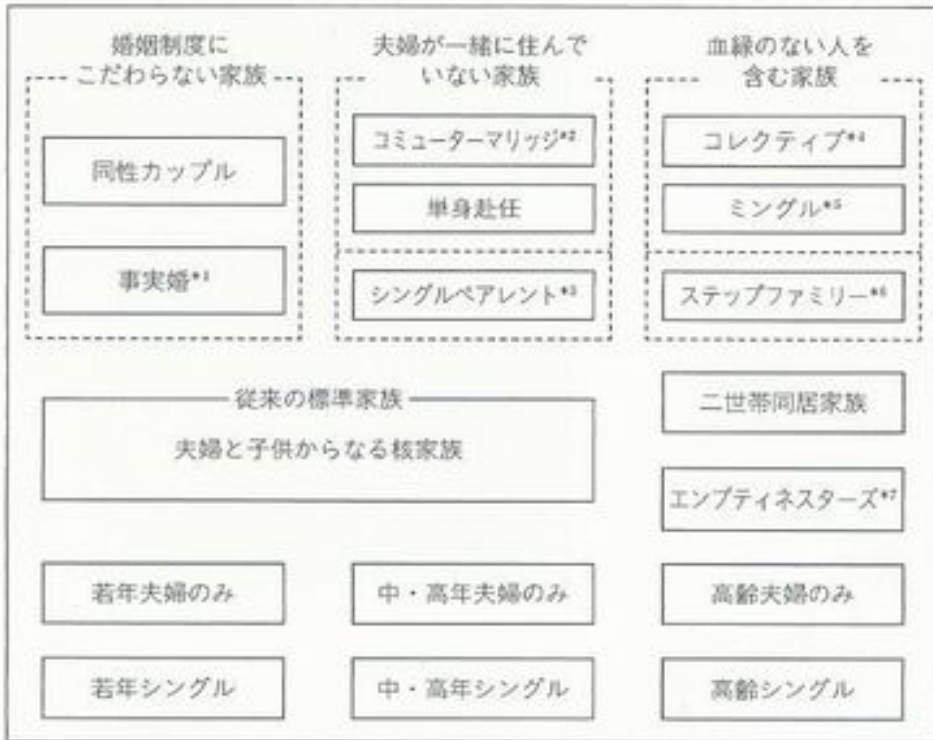 婚姻制度に
こだわらない家族
同性カップル
事実婚*1
夫婦が一緒に住んで
いない家族
コミューターマリッジ*2
単身赴任
シングルペアレント*3
血縁のない人を
含む家族
コレクティブ*4
ミングル*5
ステップファミリー*6
従来の標準家族
夫婦と子供からなる核家族
二世帯同居家族
エンプティネスターズ*7
若年夫婦のみ
中・高年夫婦のみ
高齢夫婦のみ
若年シングル
中・高年シングル
高齢シングル